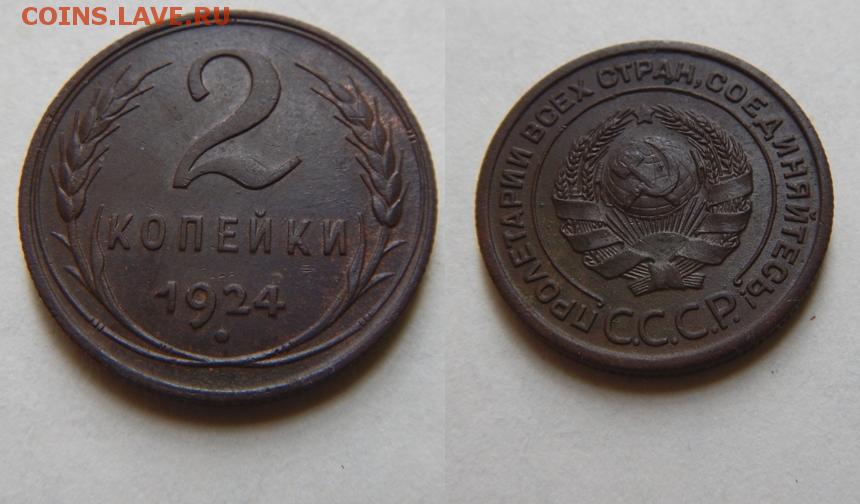 COINS.LAVE.RU
2
КОПЕЙКИ
1924
ПРОЛЕТАРИИ ВСЕХ СТРАН, СОЕДИНЯЙТЕСЬ!
С.С.С.Р.